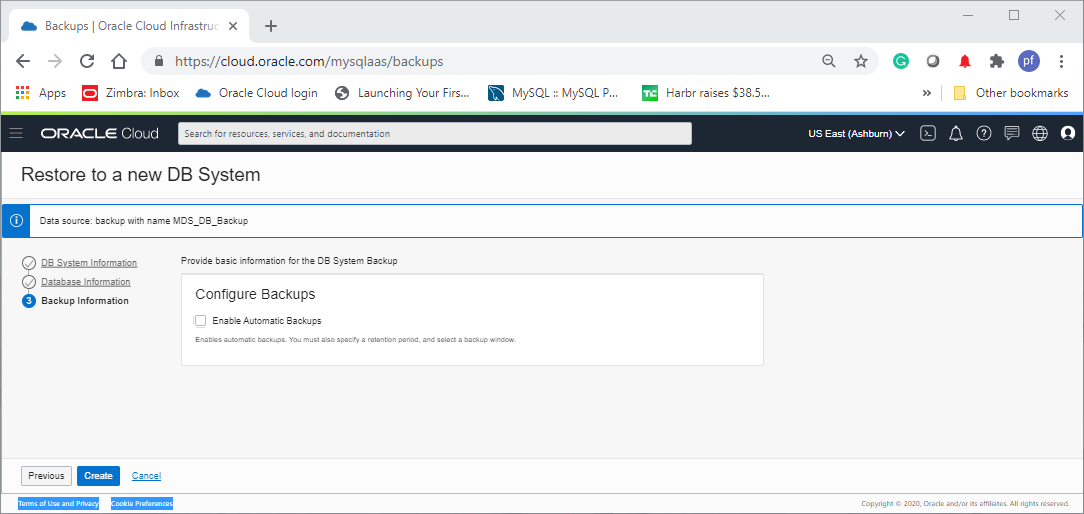 Backups | Oracle Cloud Infrastruc
https://cloud.oracle.com/mysqlaas/backups
pf
Apps Zimbra: Inbox Oracle Cloud login Launching Your Firs... MySQL :: MySQL P... TC Harbr raises $38.5... » Other bookmarks
ORACLE Cloud Search for resources, services, and documentation US East (Ashburn)
Restore to a new DB System
Data source: backup with name MDS_DB_Backup
DB System Information
Database Information
3 Backup Information
Provide basic information for the DB System Backup
Configure Backups
Enable Automatic Backups
Enables automatic backups. You must also specify a retention period, and select a backup window.
Previous Create Cancel
Terms of Use and Privacy Cookie Preferences Copyright © 2020, Oracle and/or its affiliates. All rights reserved.